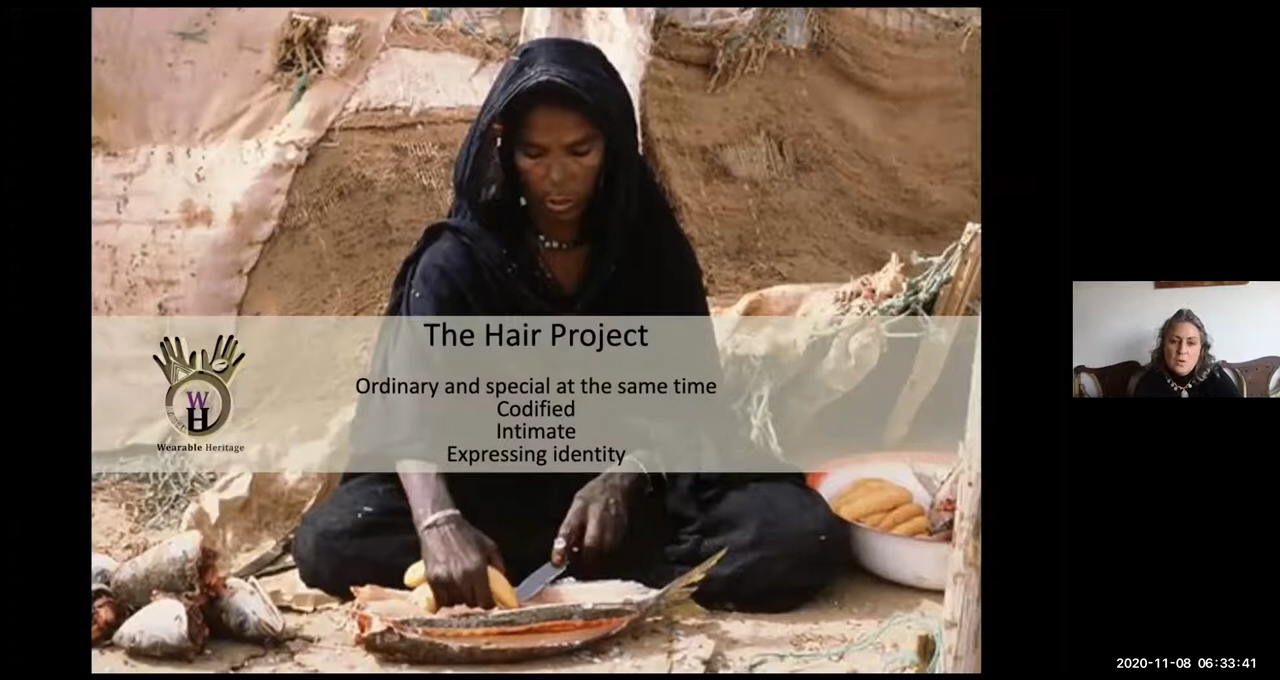 The Hair Project
Ordinary and special at the same time
Codified
Intimate
Expressing identity
WH
Wearable Heritage
2020-11-08 06:33:41